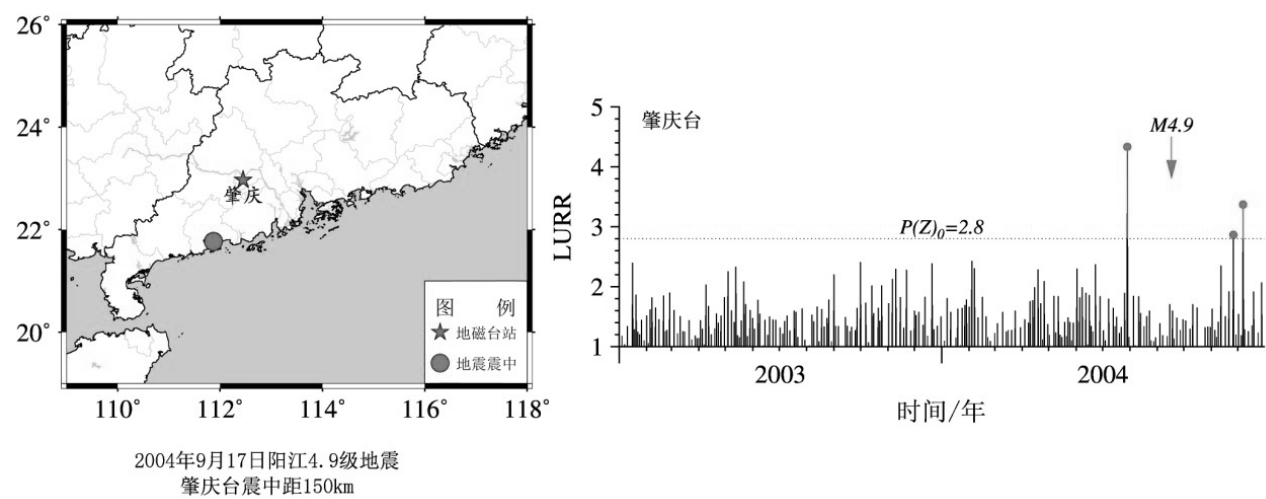 26°
24°
22°
20°
110°
112°
114°
116°
118°
肇庆
图 例
地磁台站
地震震中
2004年9月17日阳江4.9级地震
肇庆台震中距150km
5
4
3
2
1
LURR
肇庆台
M4.9
P(Z)₀=2.8
2003
2004
时间/年